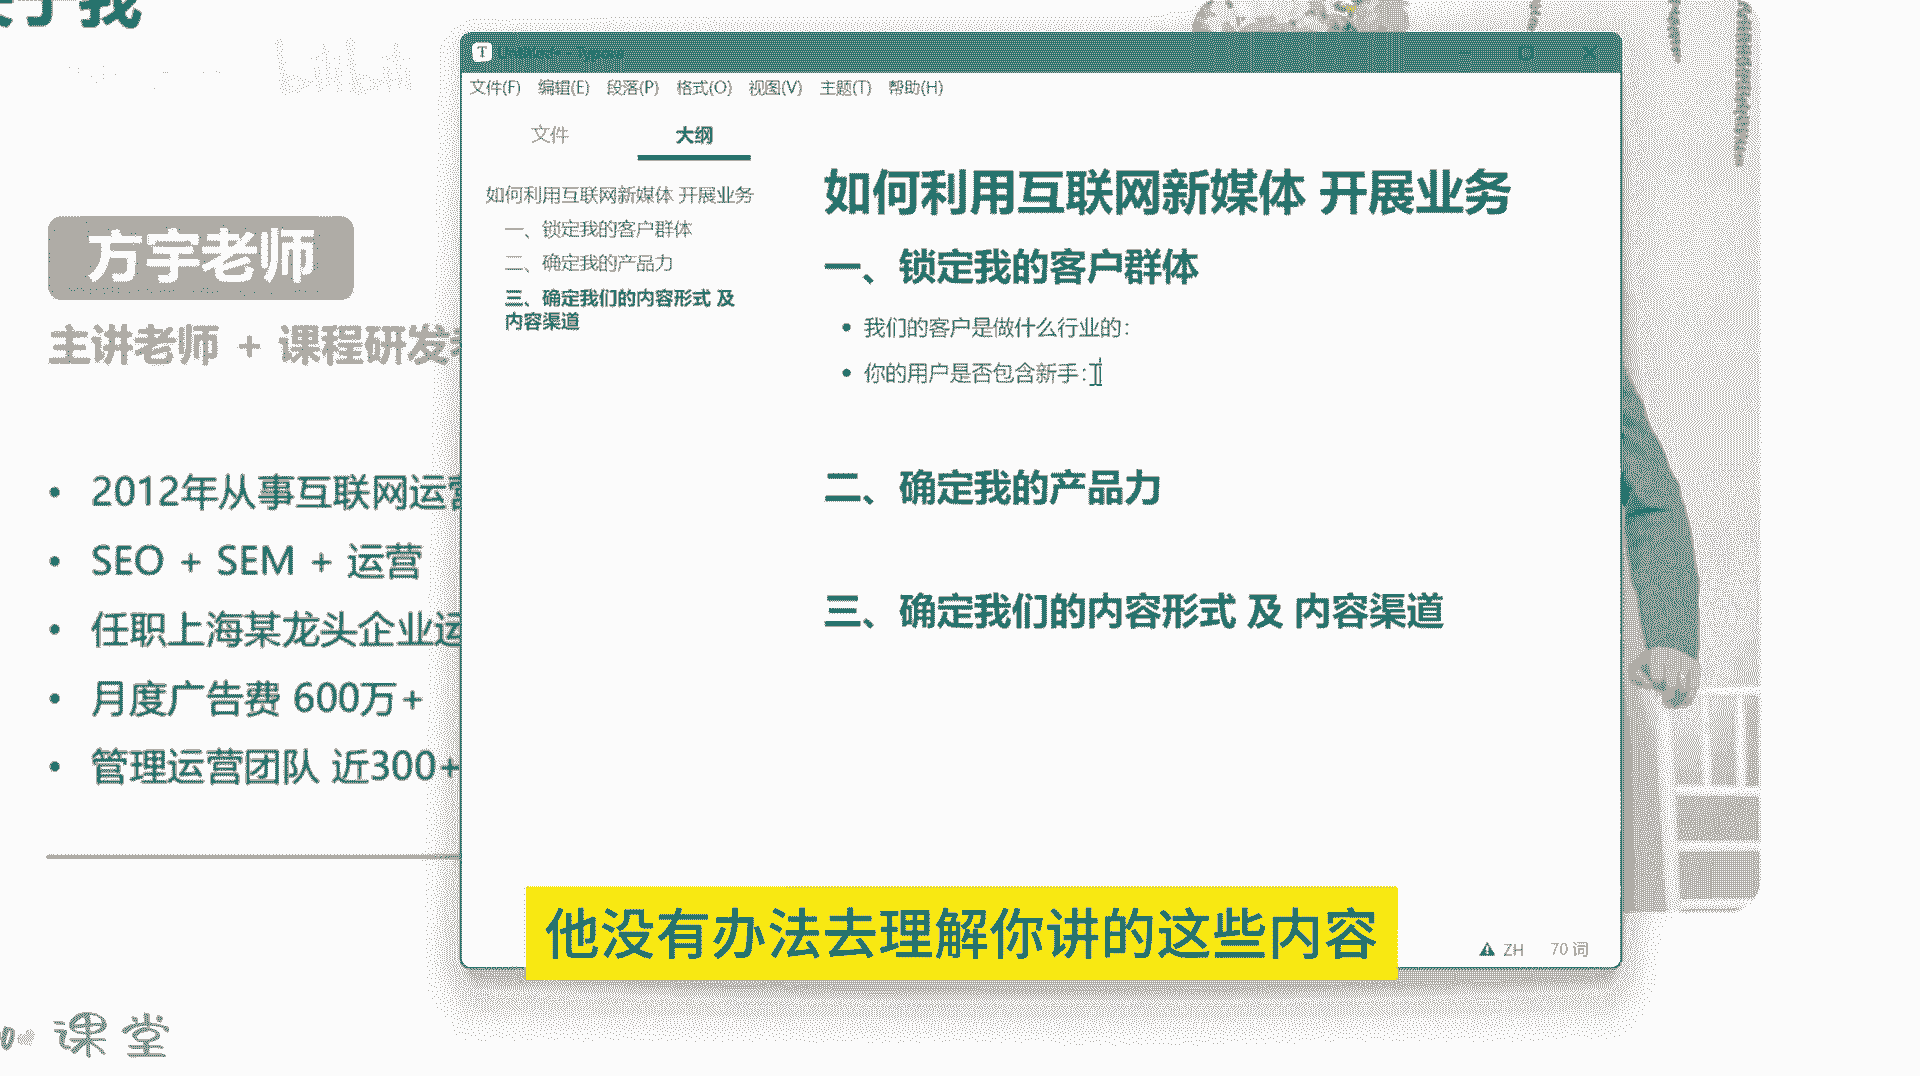 于我
bilibili
方宇老师
主讲老师 + 课程研发
• 2012年从事互联网运营
• SEO + SEM + 运营
• 任职上海某龙头企业运
• 月度广告费 600万+
• 管理运营团队 近300+
课堂
T Untitled - Typora
文件(F) 编辑(E) 段落(P) 格式(O) 视图(V) 主题(T) 帮助(H)
文件 大纲
如何利用互联网新媒体 开展业务
一、锁定我的客户群体
二、确定我的产品力
三、确定我们的内容形式 及
内容渠道
如何利用互联网新媒体 开展业务
一、锁定我的客户群体
• 我们的客户是做什么行业的：
• 你的用户是否包含新手：
二、确定我的产品力
三、确定我们的内容形式 及 内容渠道
他没有办法去理解你讲的这些内容
ZH 70 词